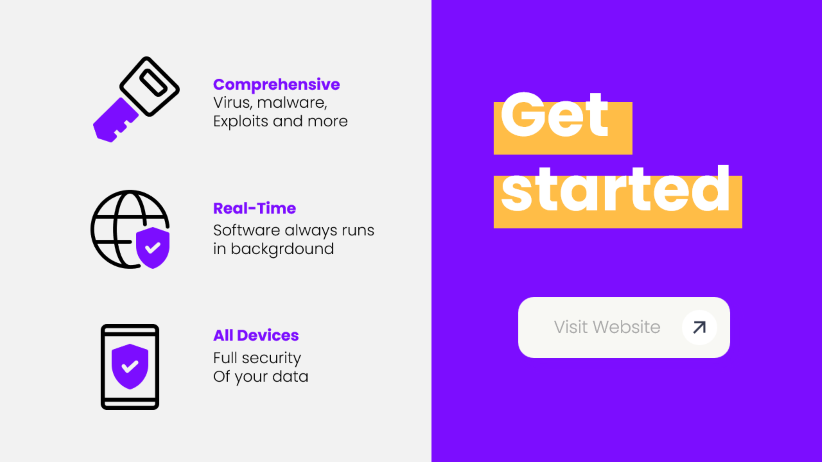 Comprehensive
Virus, malware,
Exploits and more
Real-Time
Software always runs
in backgrdound
All Devices
Full security
Of your data
Get
started
Visit Website